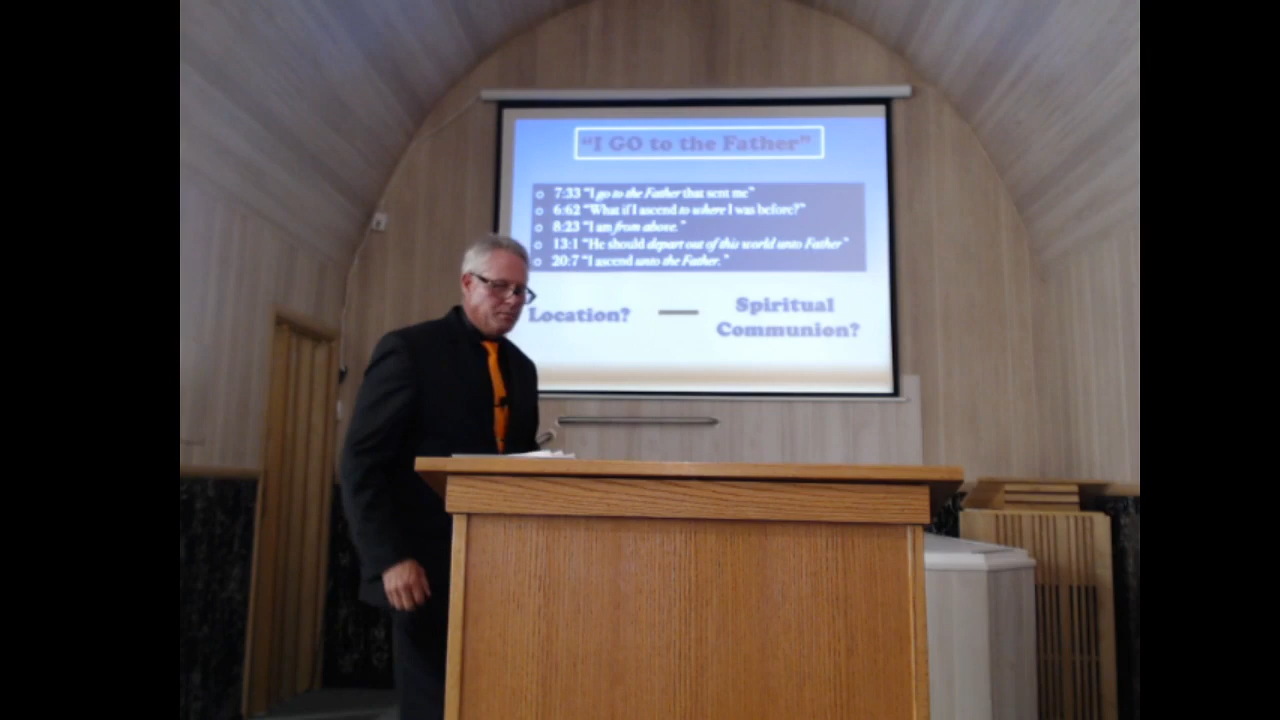 “I GO to the Father”
7:33 “I go to the Father that sent me”
6:62 “What if I ascend to where I was before?”
8:23 “I am from above.”
13:1 “He should depart out of this world unto Father”
20:7 “I ascend unto the Father.”
Location? — Spiritual
Communion?